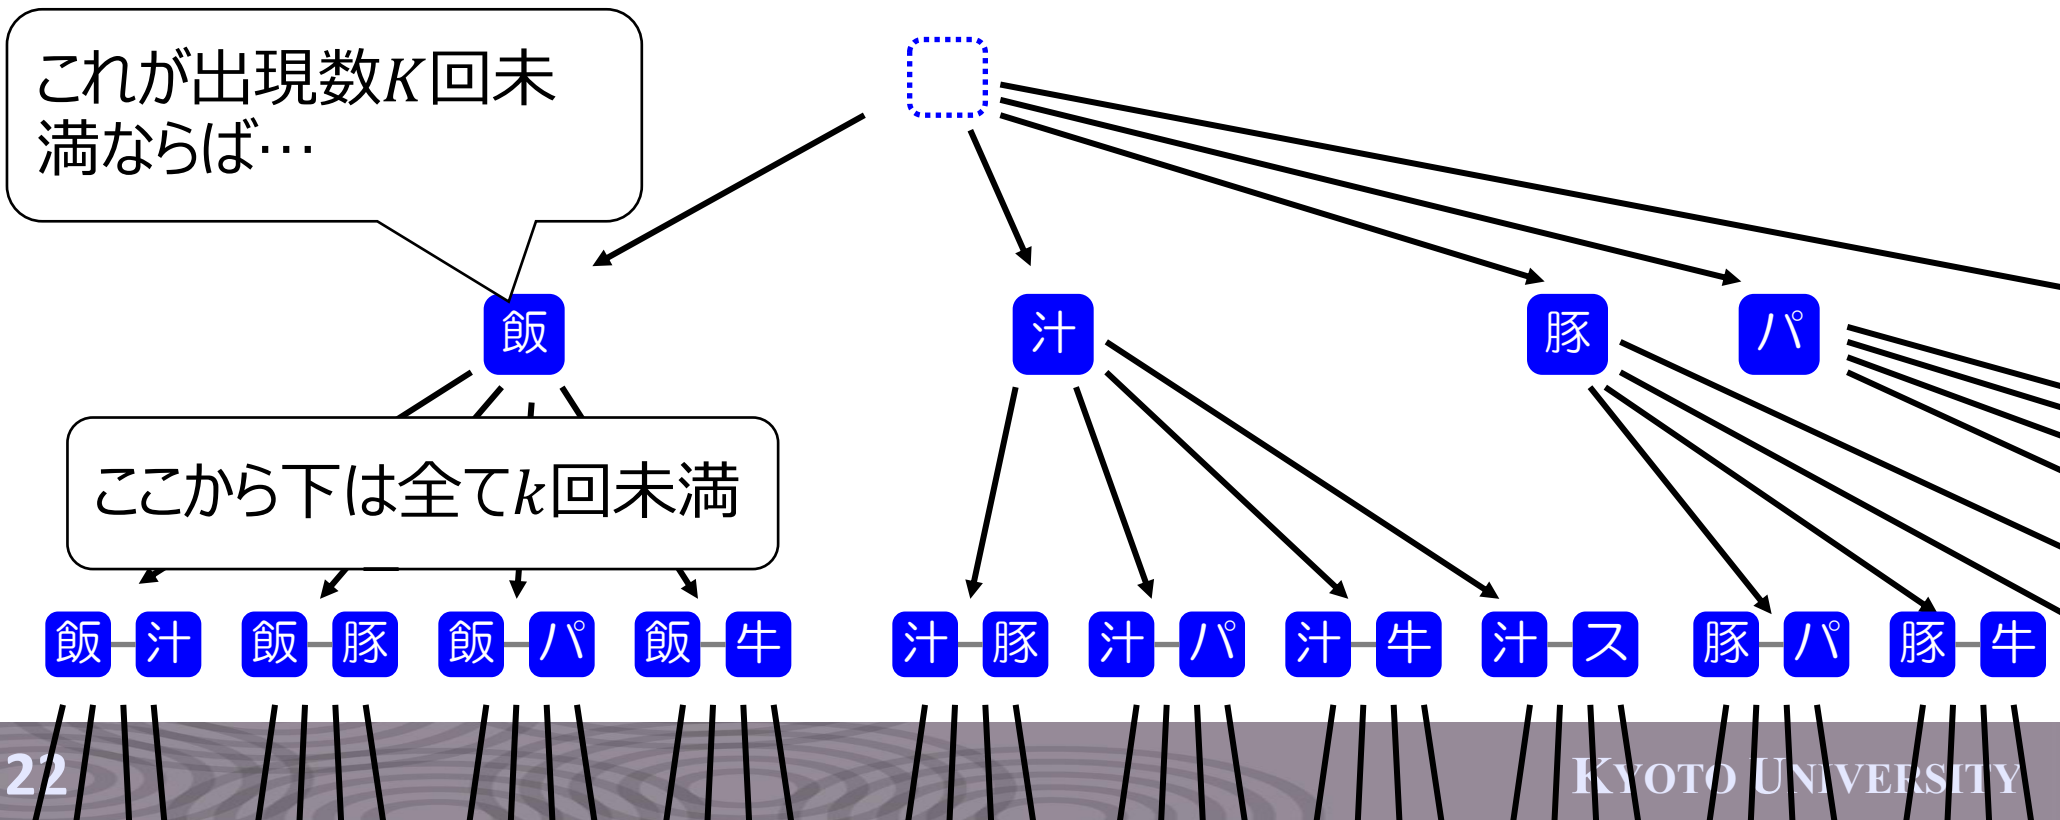 これが出現数K回未
満ならば…
飯 汁 豚 パ
ここから下は全てk回未満
飯 汁 飯 豚 飯 パ 飯 牛 汁 豚 汁 パ 汁 牛 汁 ス 豚 パ 豚 牛
22
KYOTO UNIVERSITY